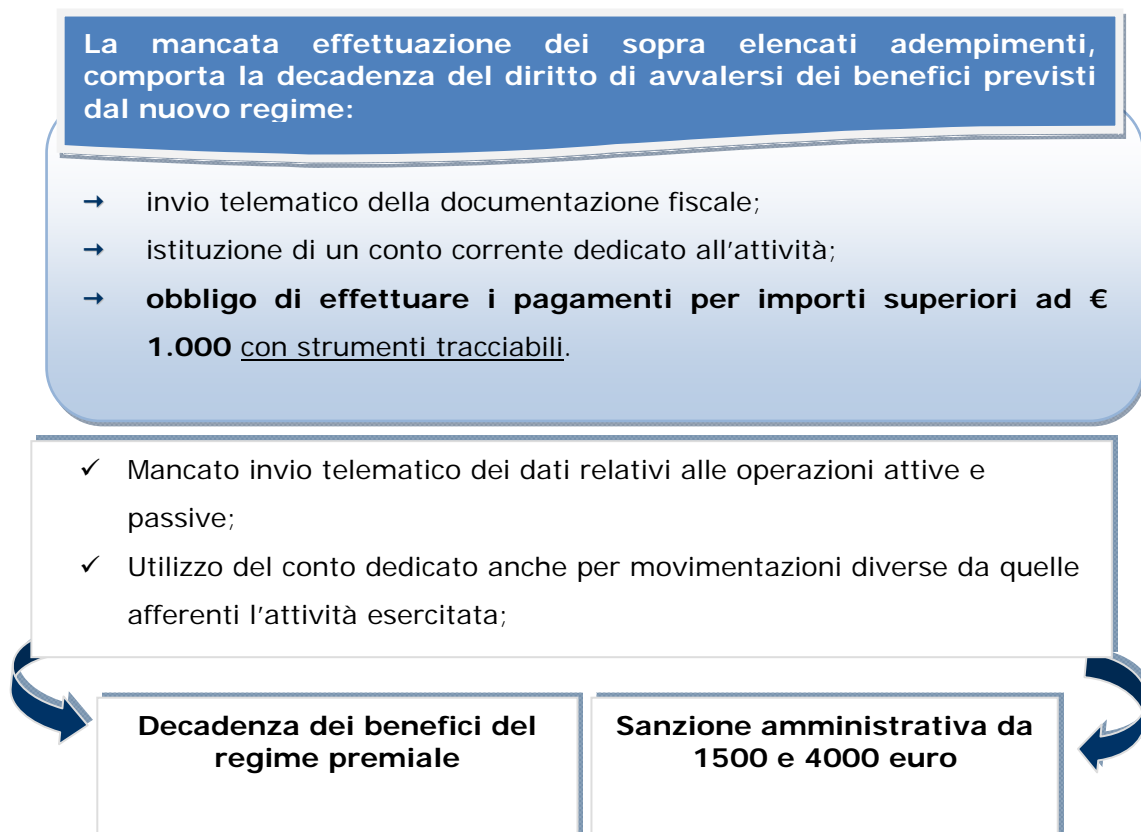 La mancata effettuazione dei sopra elencati adempimenti,
comporta la decadenza del diritto di avvalersi dei benefici previsti
dal nuovo regime:
→ invio telematico della documentazione fiscale;
→ istituzione di un conto corrente dedicato all'attività;
→ obbligo di effettuare i pagamenti per importi superiori ad €
1.000 con strumenti tracciabili.
✓ Mancato invio telematico dei dati relativi alle operazioni attive e
passive;
✓ Utilizzo del conto dedicato anche per movimentazioni diverse da quelle
afferenti l'attività esercitata;
Decadenza dei benefici del
regime premiale
Sanzione amministrativa da
1500 e 4000 euro